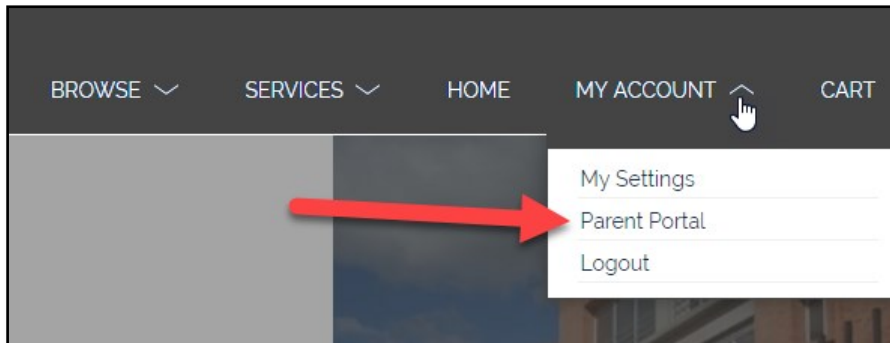 BROWSE SERVICES HOME MY ACCOUNT CART
My Settings
Parent Portal
Logout